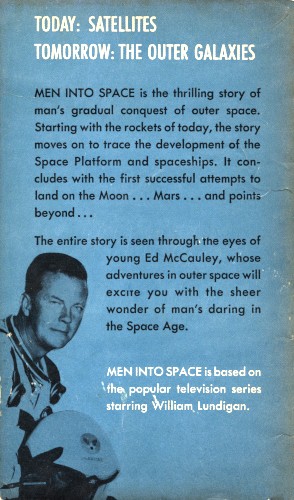 TODAY: SATELLITES
TOMORROW: THE OUTER GALAXIES
MEN INTO SPACE is the thrilling story of
man's gradual conquest of outer space.
Starting with the rockets of today, the story
moves on to trace the development of the
Space Platform and spaceships. It con-
cludes with the first successful attempts to
land on the Moon . . . Mars . . . and points
beyond . . .
The entire story is seen through the eyes of
young Ed McCauley, whose
adventures in outer space will
excite you with the sheer
wonder of man's daring in
the Space Age.
MEN INTO SPACE is based on
the popular television series
starring William Lundigan.